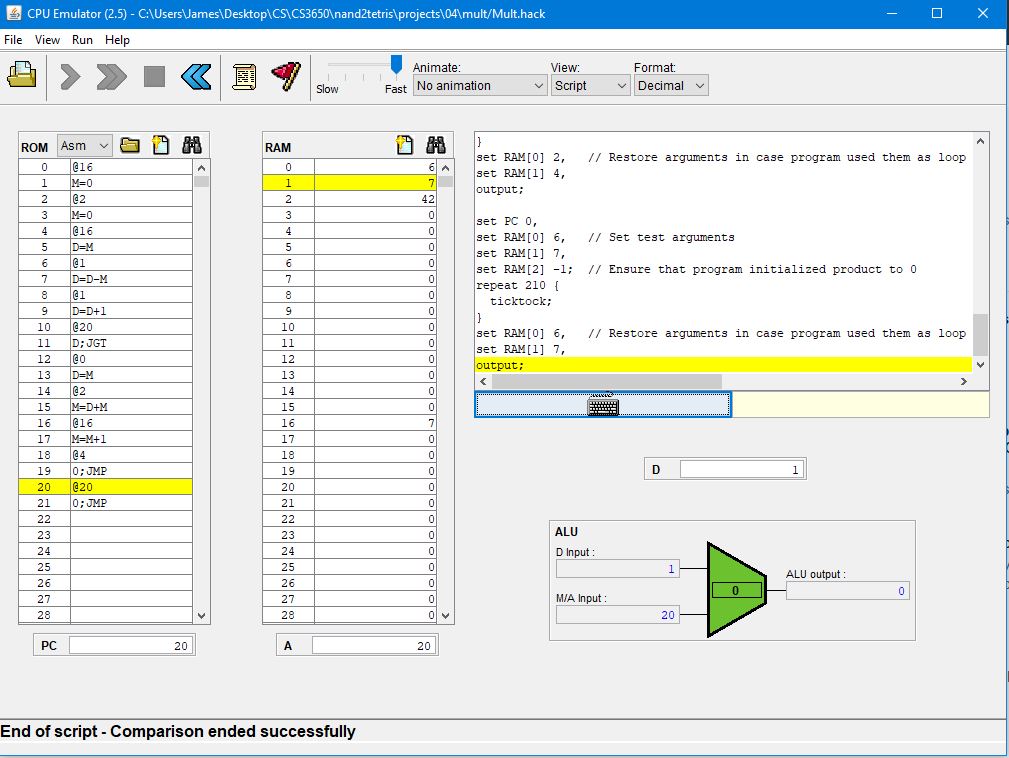 CPU Emulator (2.5) - C:\Users\James\Desktop\CS\CS3650\nand2tetris\projects\04\mult/Mult.hack
File View Run Help
Slow Fast
Animate:
No animation
View:
Script
Format:
Decimal
ROM Asm
0 @16
1 M=0
2 @2
3 M=0
4 @16
5 D=M
6 @1
7 D=D-M
8 @1
9 D=D+1
10 @20
11 D;JGT
12 @0
13 D=M
14 @2
15 M=D+M
16 @16
17 M=M+1
18 @4
19 0;JMP
20 @20
21 0;JMP
22
23
24
25
26
27
28
PC 20
RAM
0 6
1 7
2 42
3 0
4 0
5 0
6 0
7 0
8 0
9 0
10 0
11 0
12 0
13 0
14 0
15 0
16 7
17 0
18 0
19 0
20 0
21 0
22 0
23 0
24 0
25 0
26 0
27 0
28 0
A 20
}
set RAM[0] 2, // Restore arguments in case program used them as loop
set RAM[1] 4,
output;
set PC 0,
set RAM[0] 6, // Set test arguments
set RAM[1] 7,
set RAM[2] -1; // Ensure that program initialized product to 0
repeat 210 {
ticktock;
}
set RAM[0] 6, // Restore arguments in case program used them as loop
set RAM[1] 7,
output;
D 1
ALU
D Input :
1
M/A Input :
20
0
ALU output :
0
End of script - Comparison ended successfully